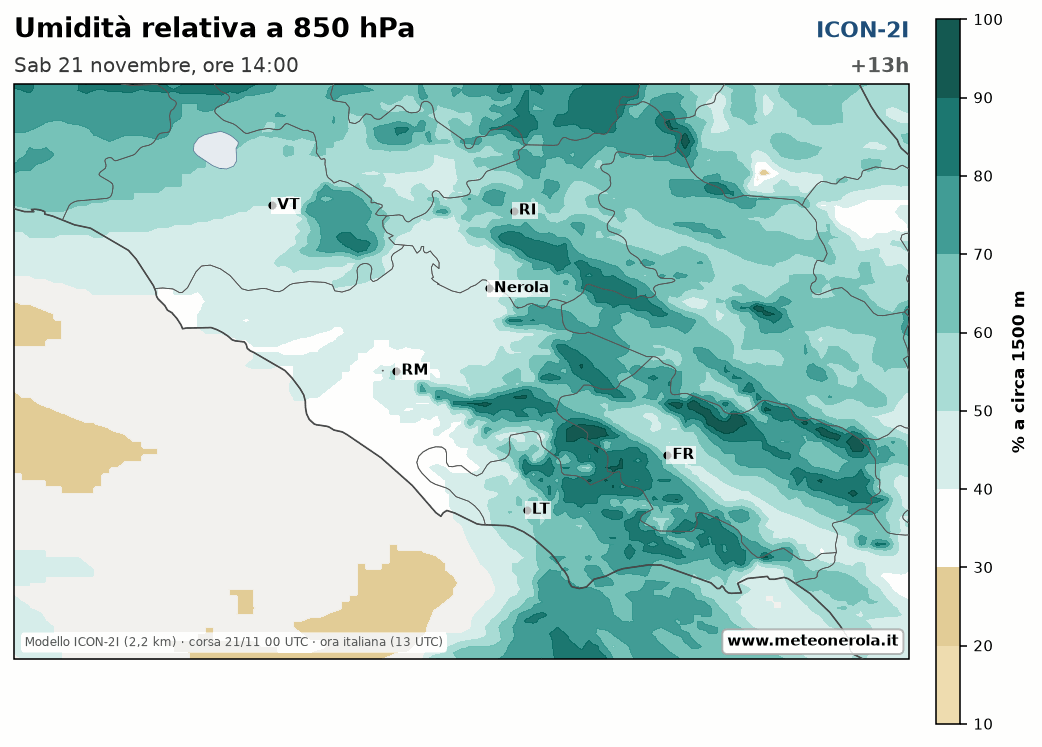 Umidità relativa a 850 hPa
ICON-2I
Sab 21 novembre, ore 14:00
+13h
VT
RI
Nerola
RM
FR
LT
Modello ICON-2I (2,2 km) · corsa 21/11 00 UTC · ora italiana (13 UTC)
www.meteonerola.it
100
90
80
70
60
50
40
30
20
10
% a circa 1500 m